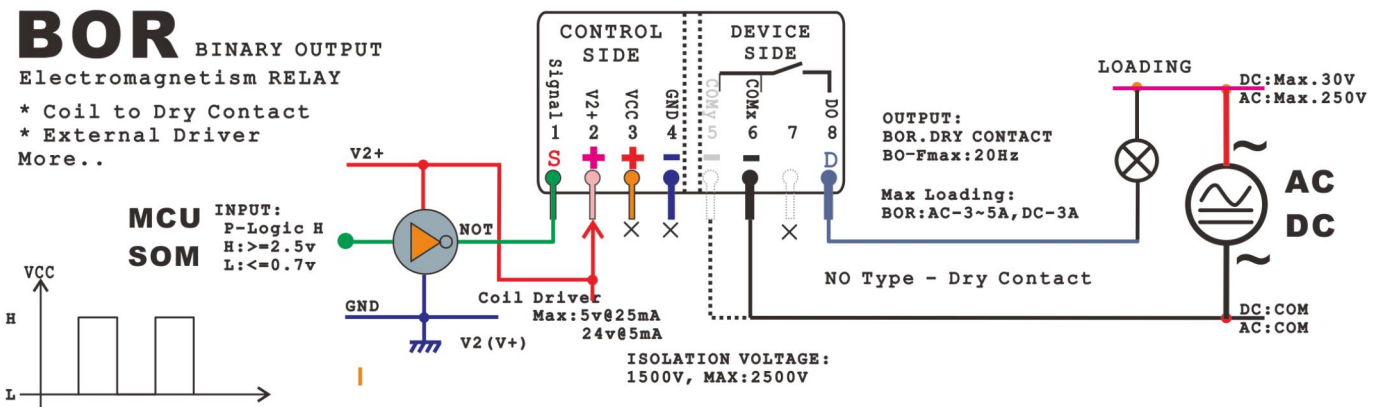 BOR BINARY OUTPUT
Electromagnetism RELAY
* Coil to Dry Contact
* External Driver
More..
CONTROL
SIDE
DEVICE
SIDE
Signal
V2+
VCC
GND
COMv
COMx
DO
1 2 3 4 5 6 7 8
S + + - - - D
V2+
MCU
SOM
INPUT:
P-Logic H
H:>=2.5v
L:<=0.7v
NOT
GND
V2(V+)
Coil Driver
Max:5v@25mA
24v@5mA
ISOLATION VOLTAGE:
1500V, MAX:2500V
VCC
H
L
OUTPUT:
BOR.DRY CONTACT
BO-Fmax:20Hz
Max Loading:
BOR:AC-3~5A,DC-3A
NO Type - Dry Contact
LOADING
DC:Max.30V
AC:Max.250V
~
AC
DC
~
DC:COM
AC:COM